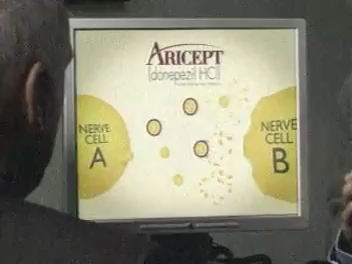 ARICEPT
[donepezil HCl]
NERVE
CELL
A
NERVE
CELL
B